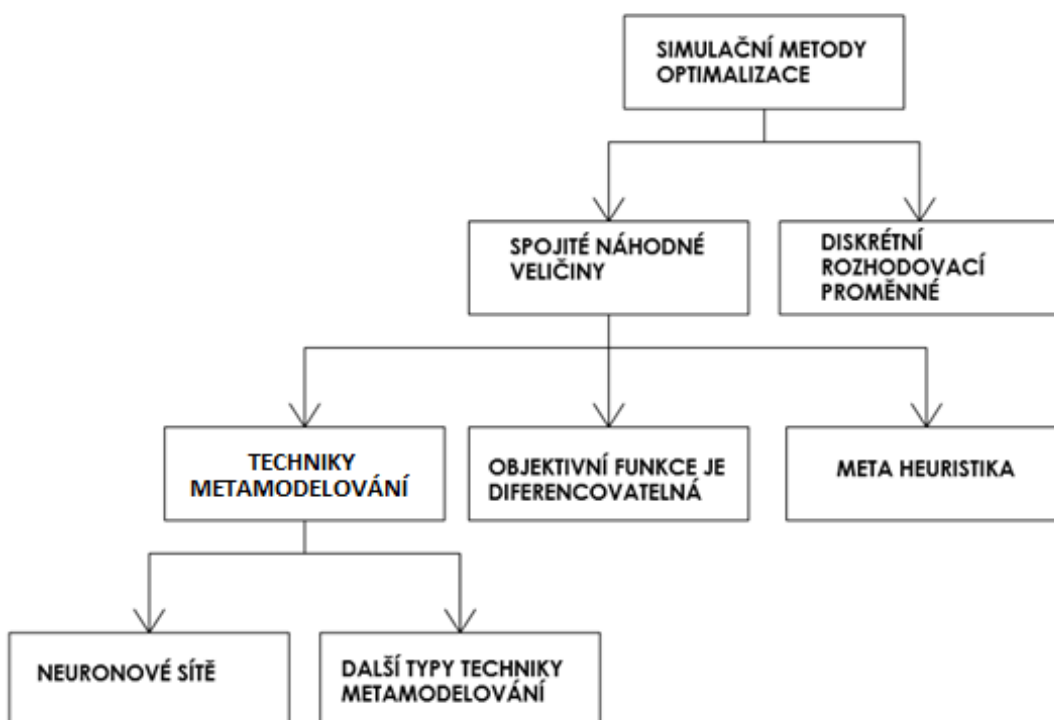 SIMULAČNÍ METODY
OPTIMALIZACE
SPOJITÉ NÁHODNÉ
VELIČINY
DISKRÉTNÍ
ROZHODOVACÍ
PROMĚNNÉ
TECHNIKY
METAMODELOVÁNÍ
OBJEKTIVNÍ FUNKCE JE
DIFERENCOVATELNÁ
META HEURISTIKA
NEURONOVÉ SÍTĚ
DALŠÍ TYPY TECHNIKY
METAMODELOVÁNÍ